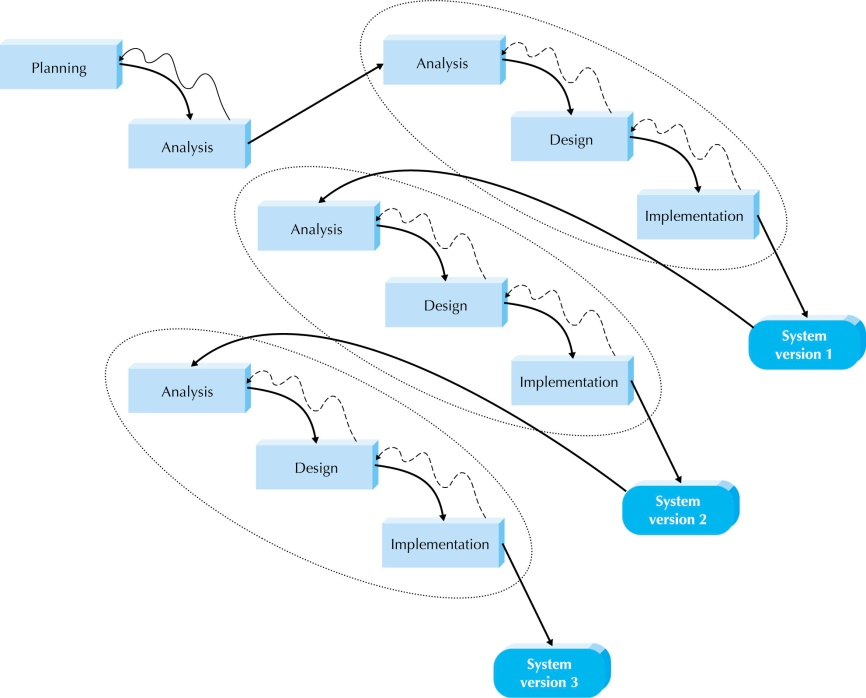 Planning
Analysis
Analysis
Design
Implementation
System
version 1
Analysis
Design
Implementation
System
version 2
Analysis
Design
Implementation
System
version 3